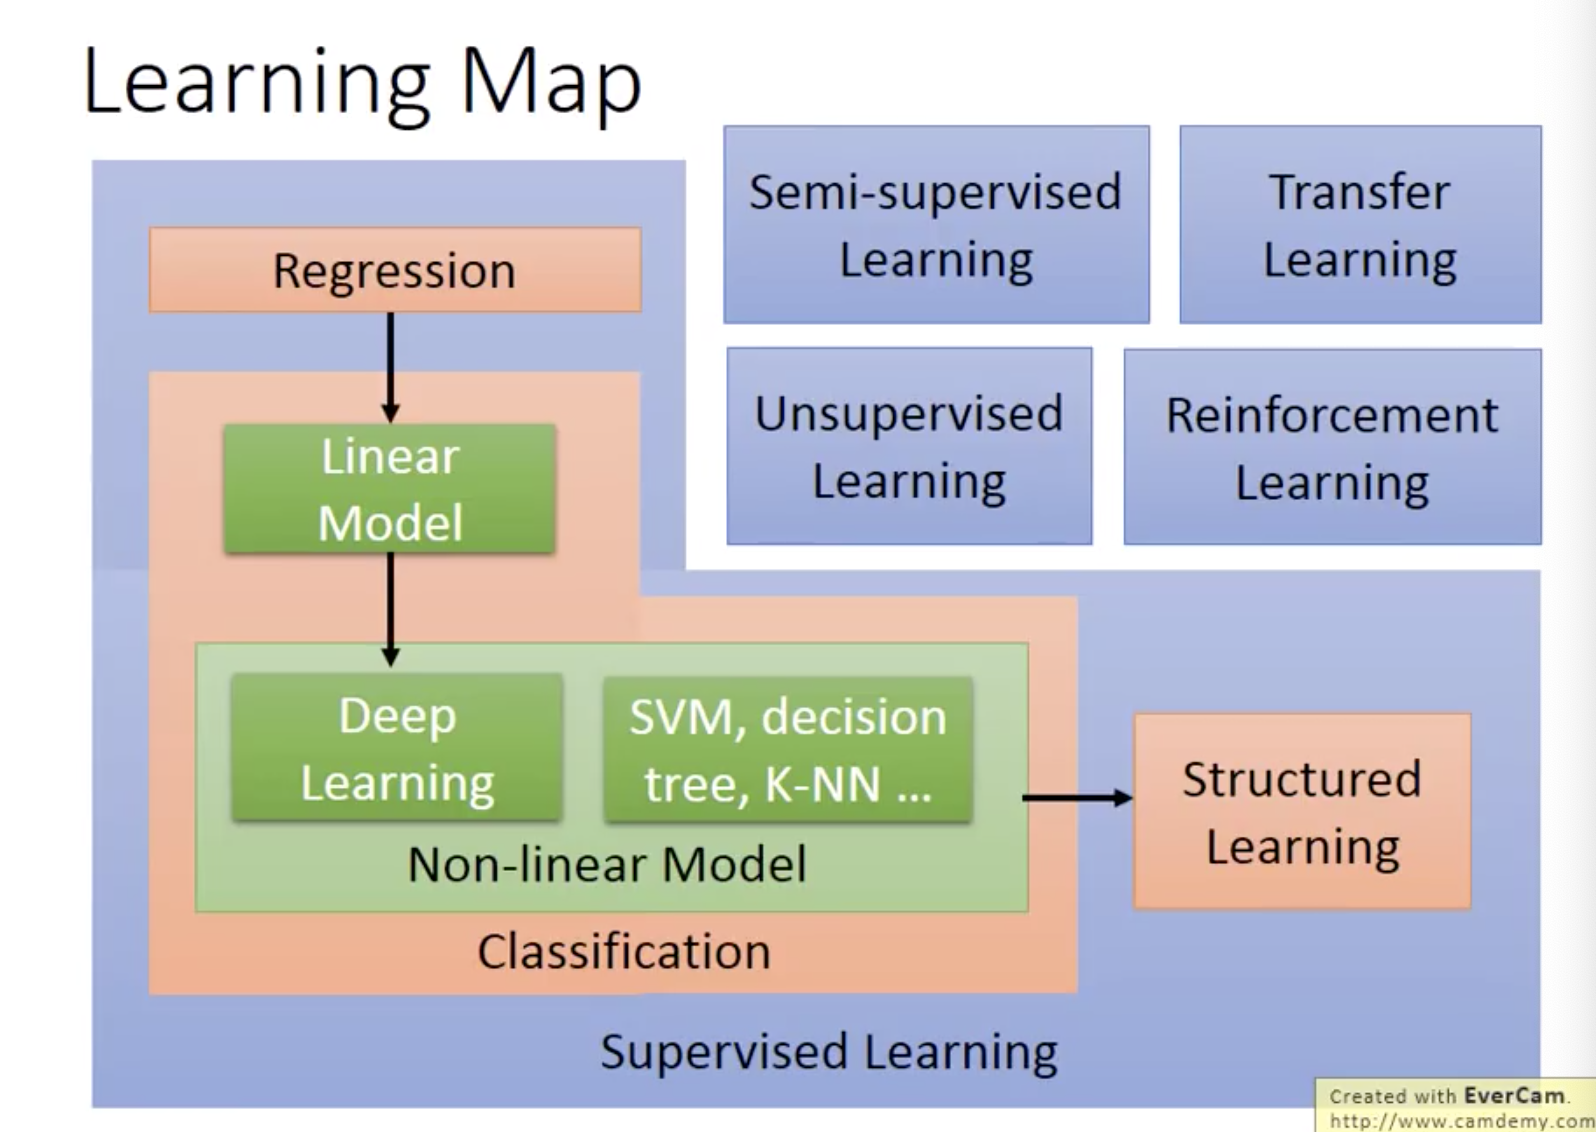 Learning Map
Semi-supervised
Learning
Transfer
Learning
Regression
Unsupervised
Learning
Reinforcement
Learning
Linear
Model
Deep
Learning
SVM, decision
tree, K-NN ...
Non-linear Model
Classification
Structured
Learning
Supervised Learning
Created with EverCam.
http://www.camdemy.com